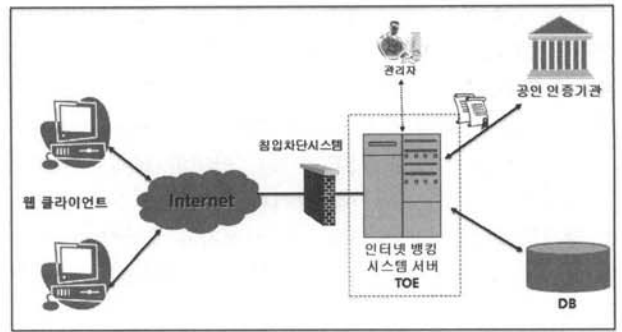 관리자
공인 인증기관
침입차단시스템
웹 클라이언트
Internet
인터넷 뱅킹
시스템 서버
TOE
DB